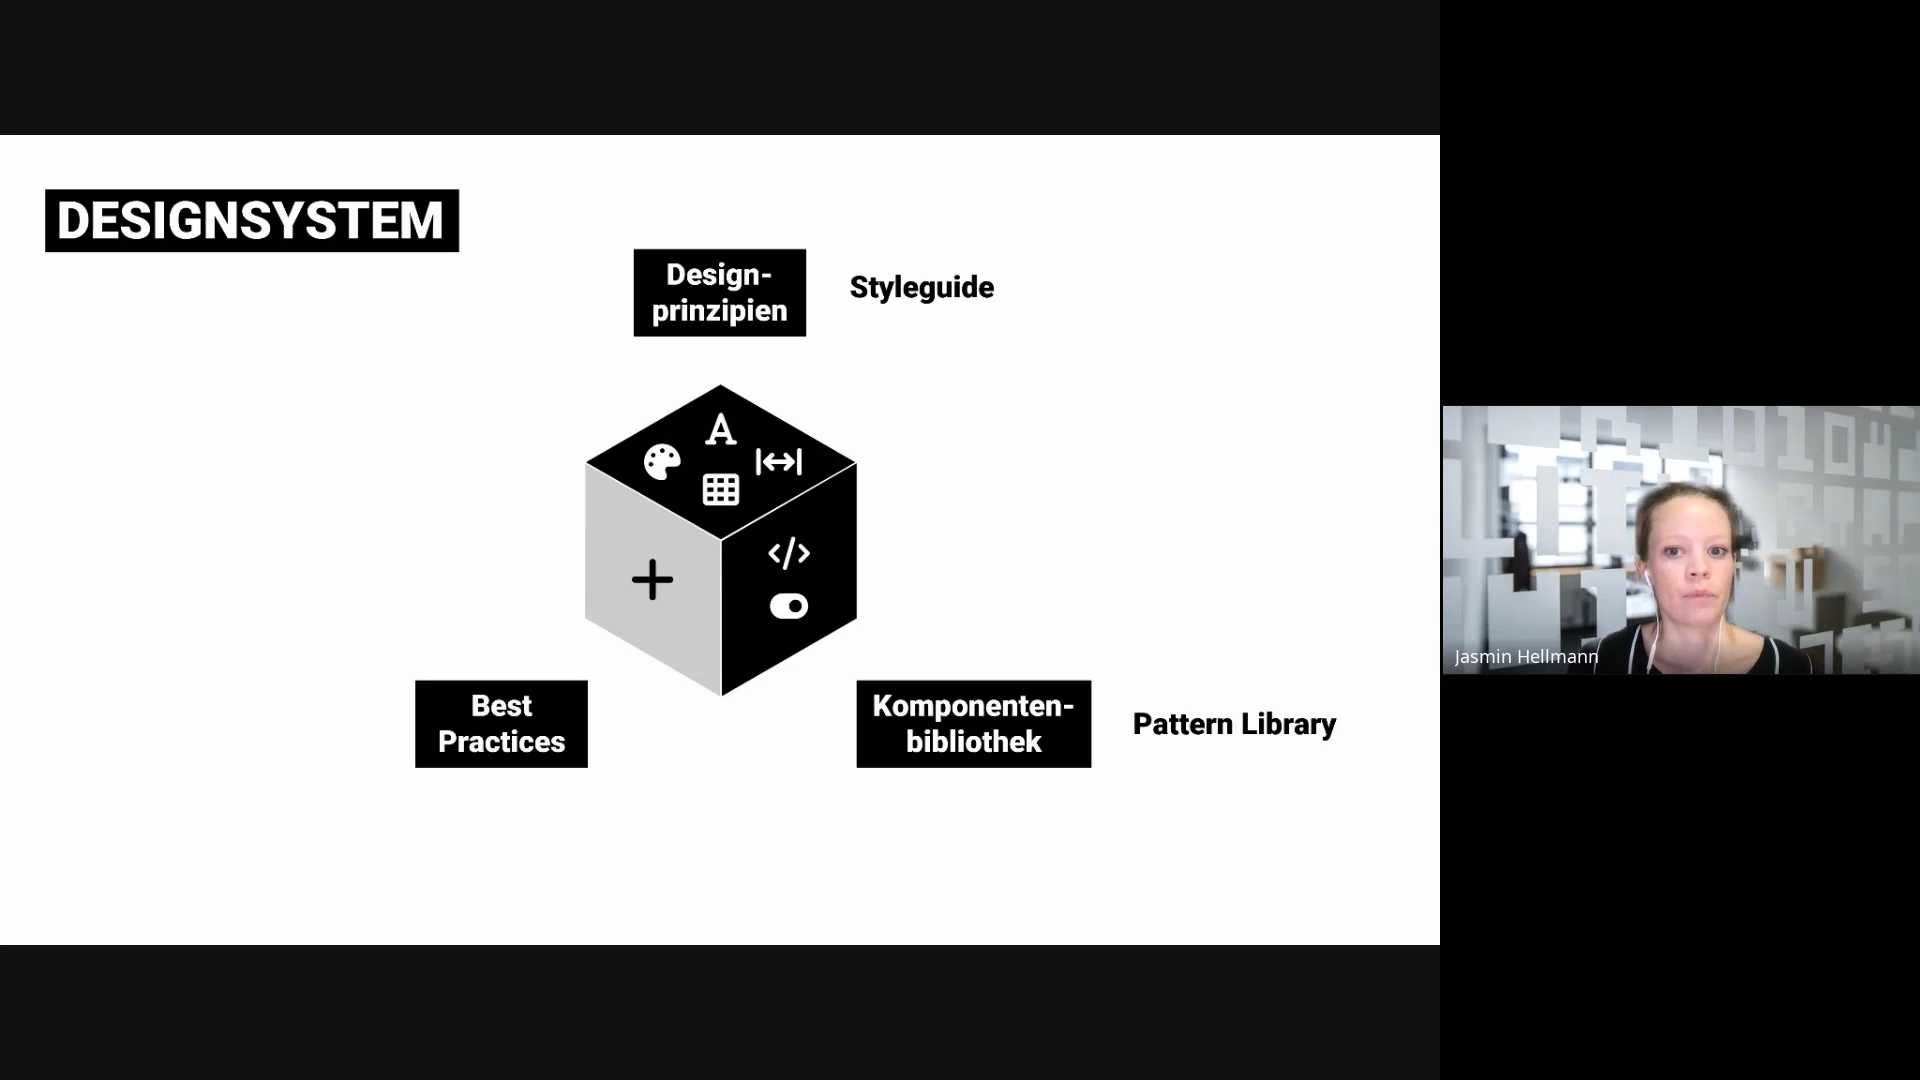 DESIGNSYSTEM
Design-
prinzipien
Styleguide
A
</>
Best
Practices
Komponenten-
bibliothek
Pattern Library
Jasmin Hellmann